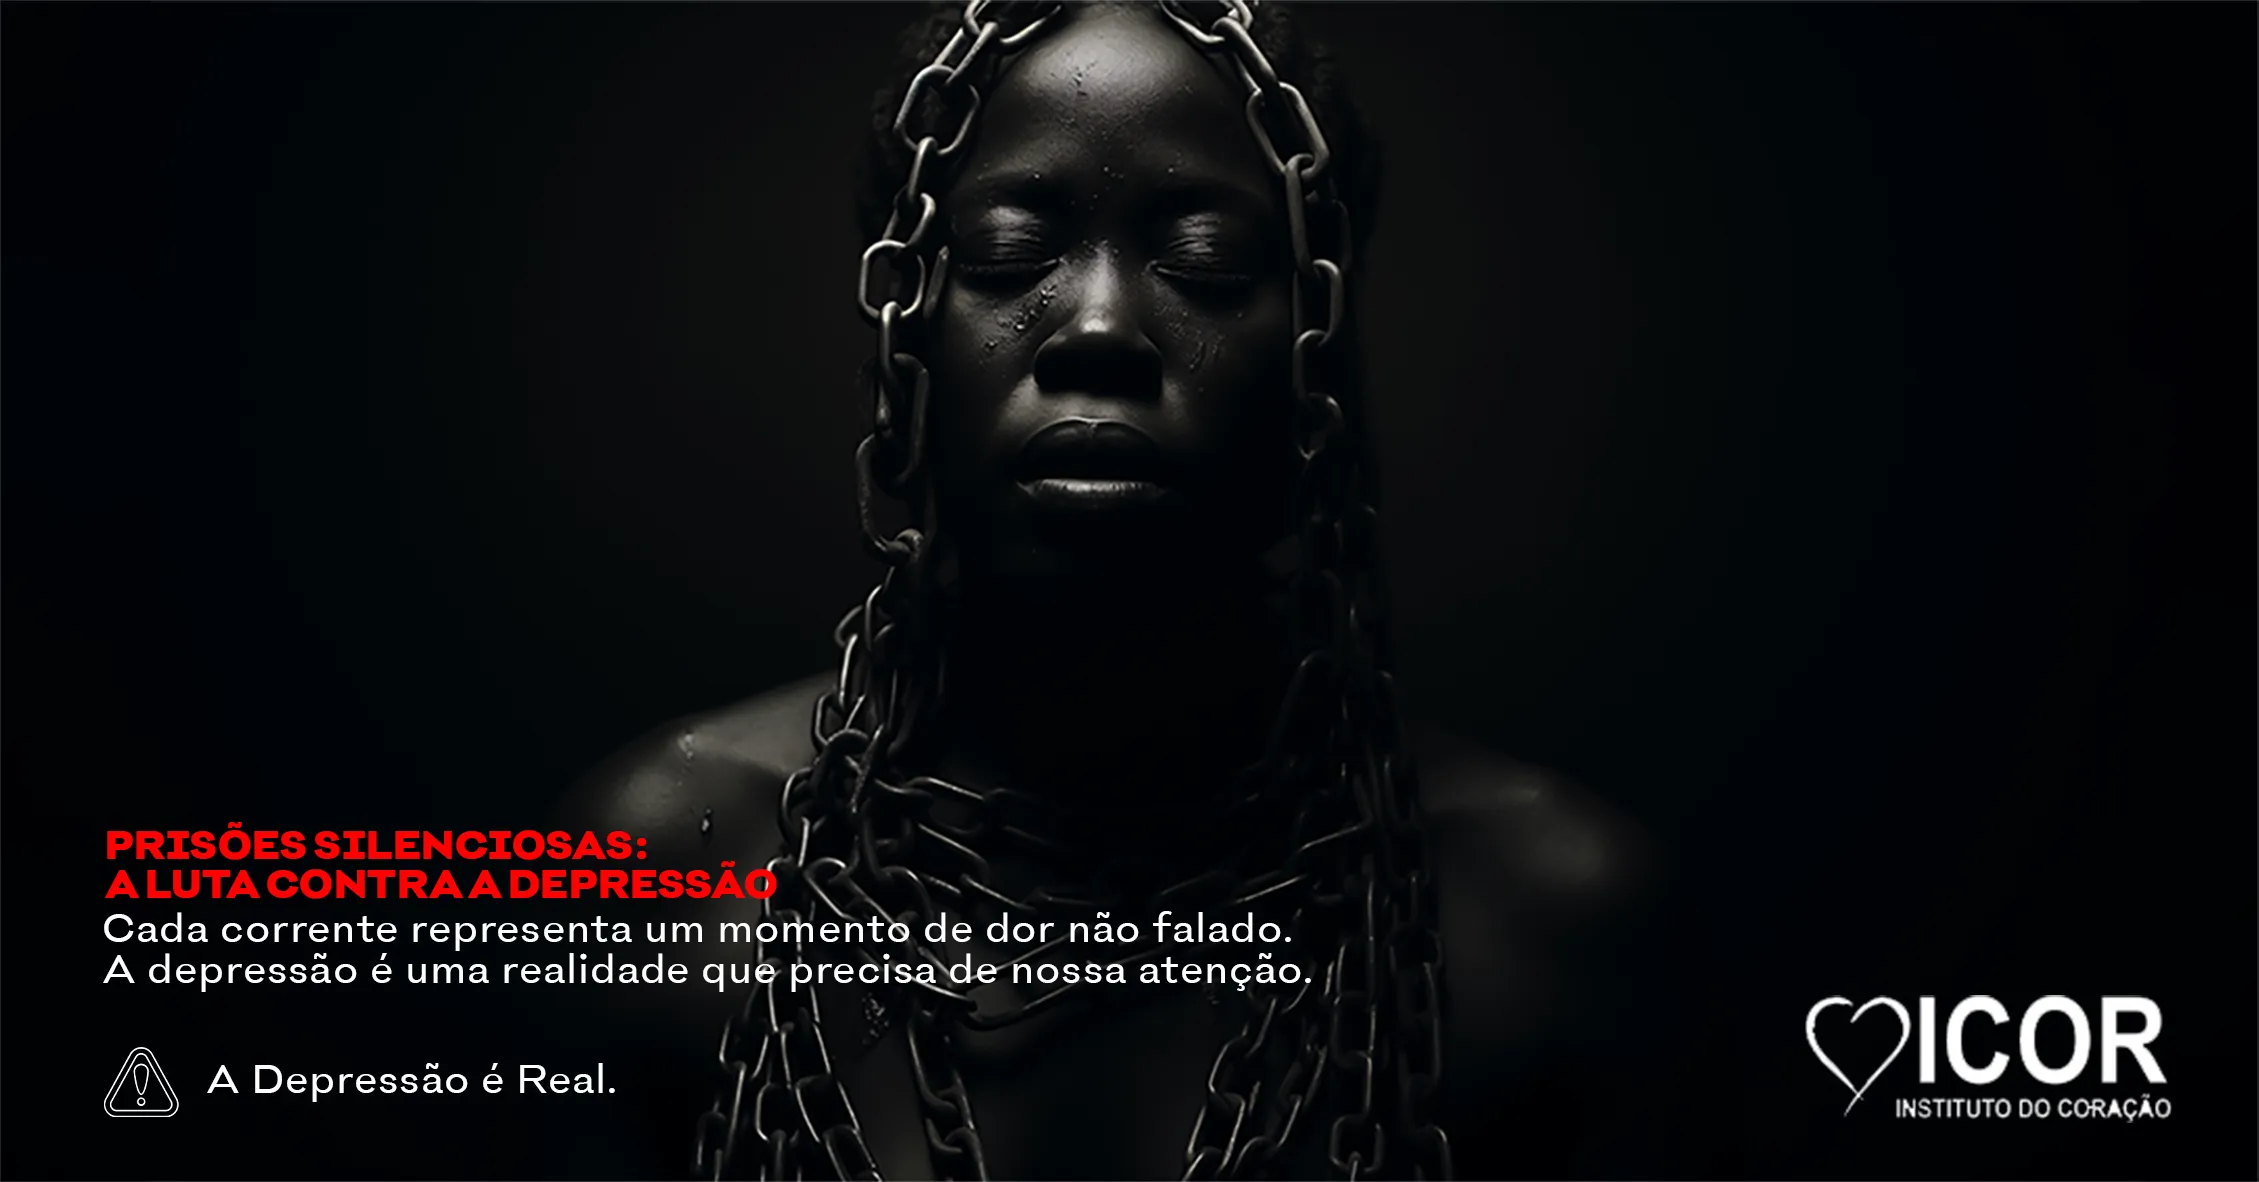 PRISÕES SILENCIOSAS:
A LUTA CONTRA A DEPRESSÃO
Cada corrente representa um momento de dor não falado.
A depressão é uma realidade que precisa de nossa atenção.
A Depressão é Real.
ICOR
INSTITUTO DO CORAÇÃO